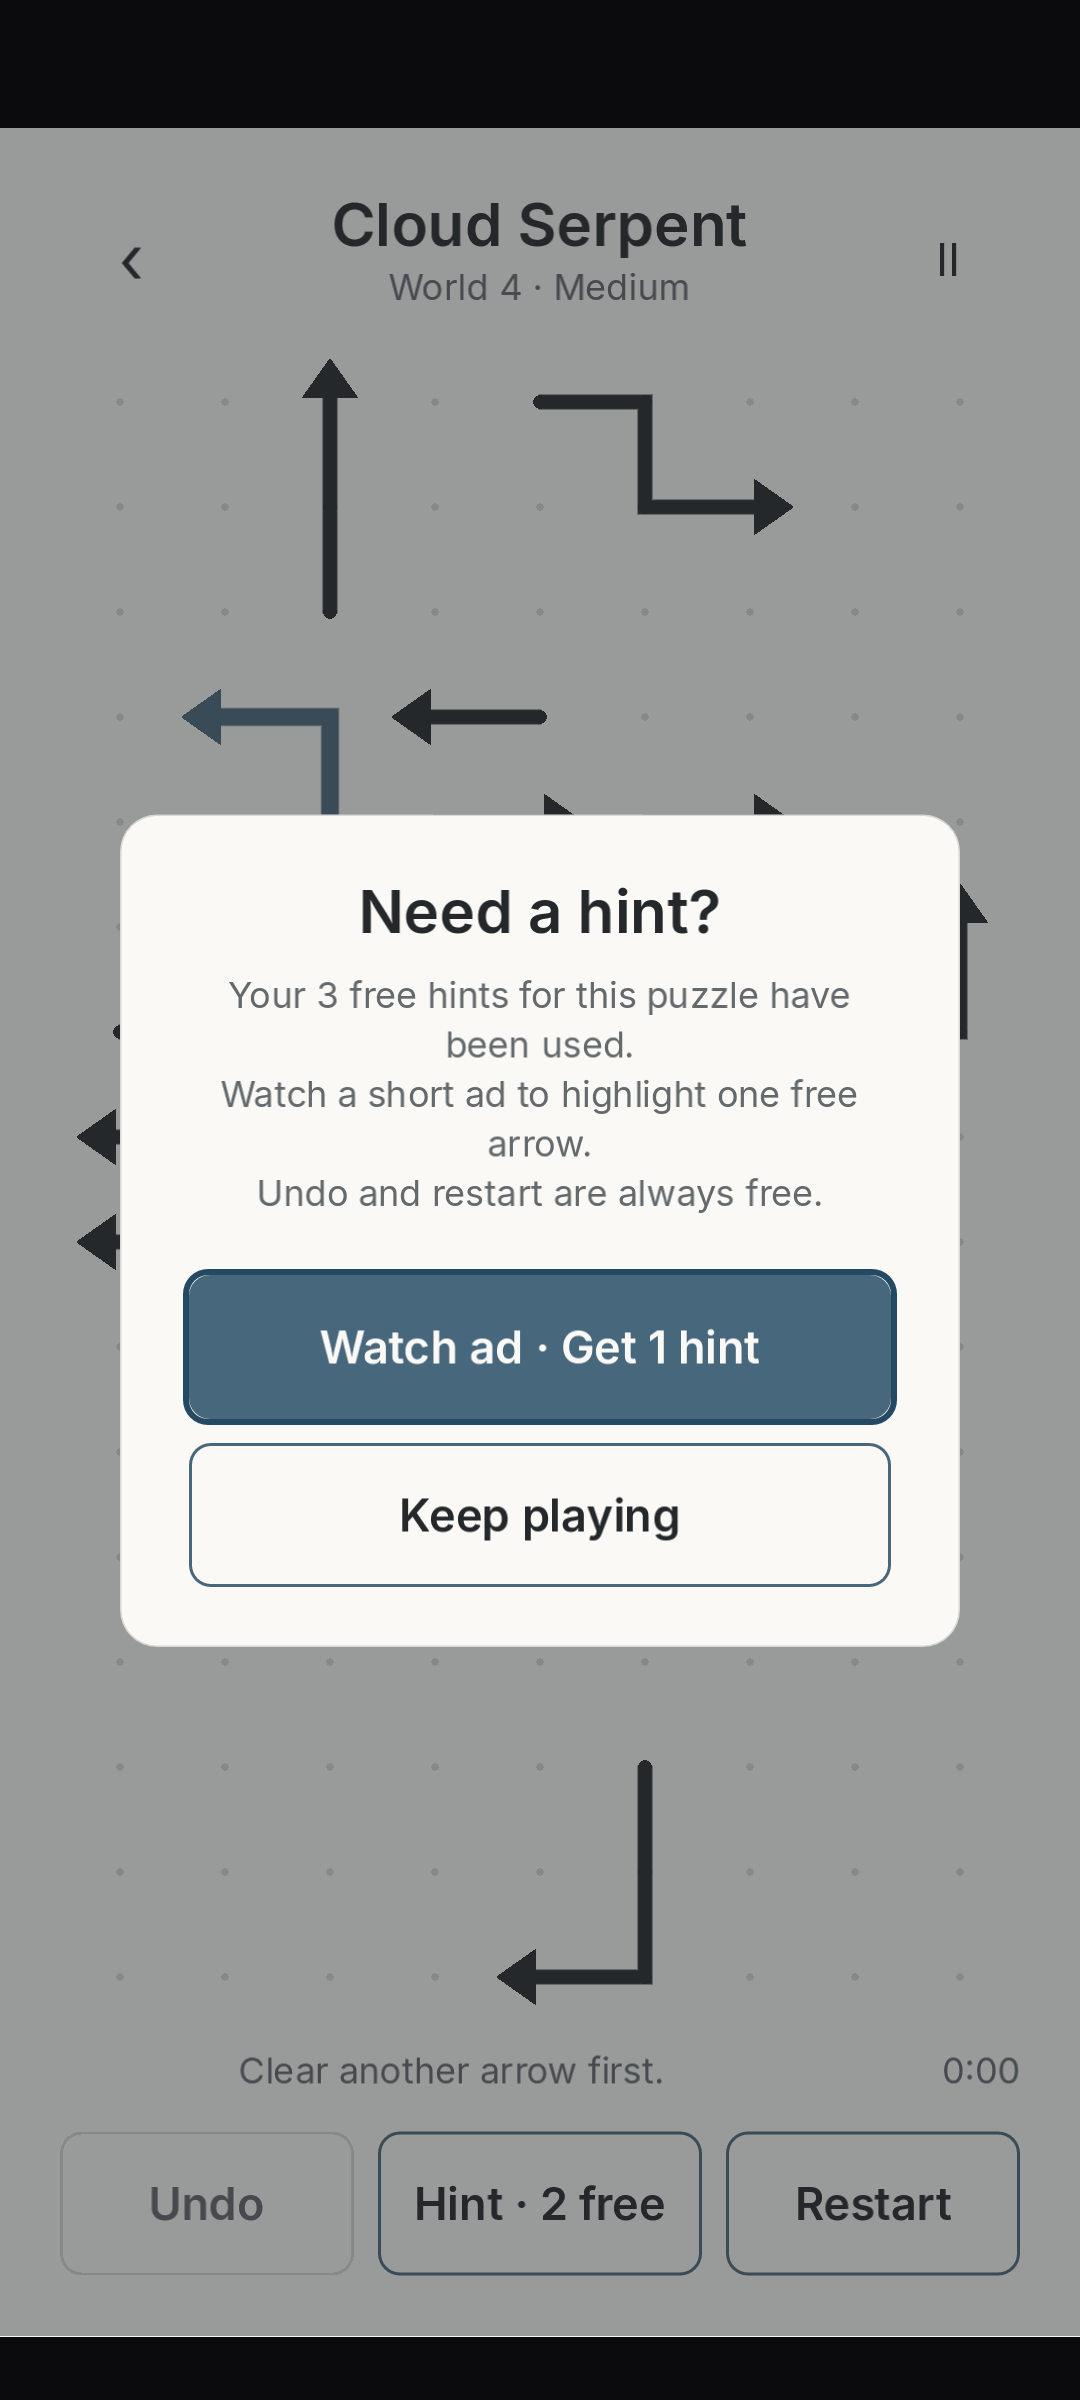 Cloud Serpent
World 4 · Medium
Need a hint?
Your 3 free hints for this puzzle have
been used.
Watch a short ad to highlight one free
arrow.
Undo and restart are always free.
Watch ad · Get 1 hint
Keep playing
Clear another arrow first.
0:00
Undo
Hint · 2 free
Restart